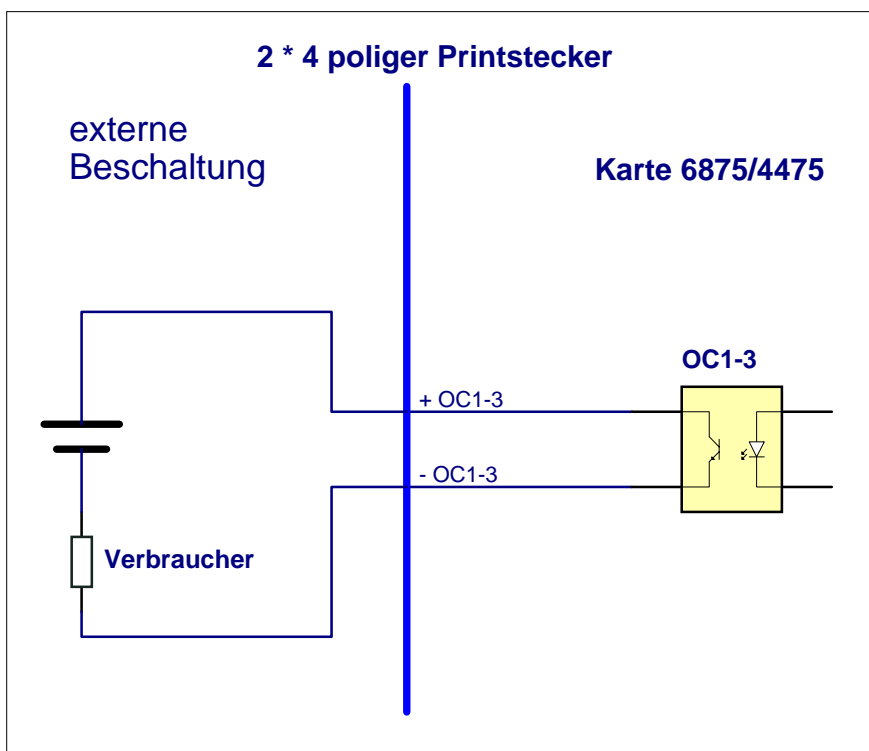 2 * 4 poliger Printstecker
externe
Beschaltung
Karte 6875/4475
OC1-3
+ OC1-3
- OC1-3
Verbraucher